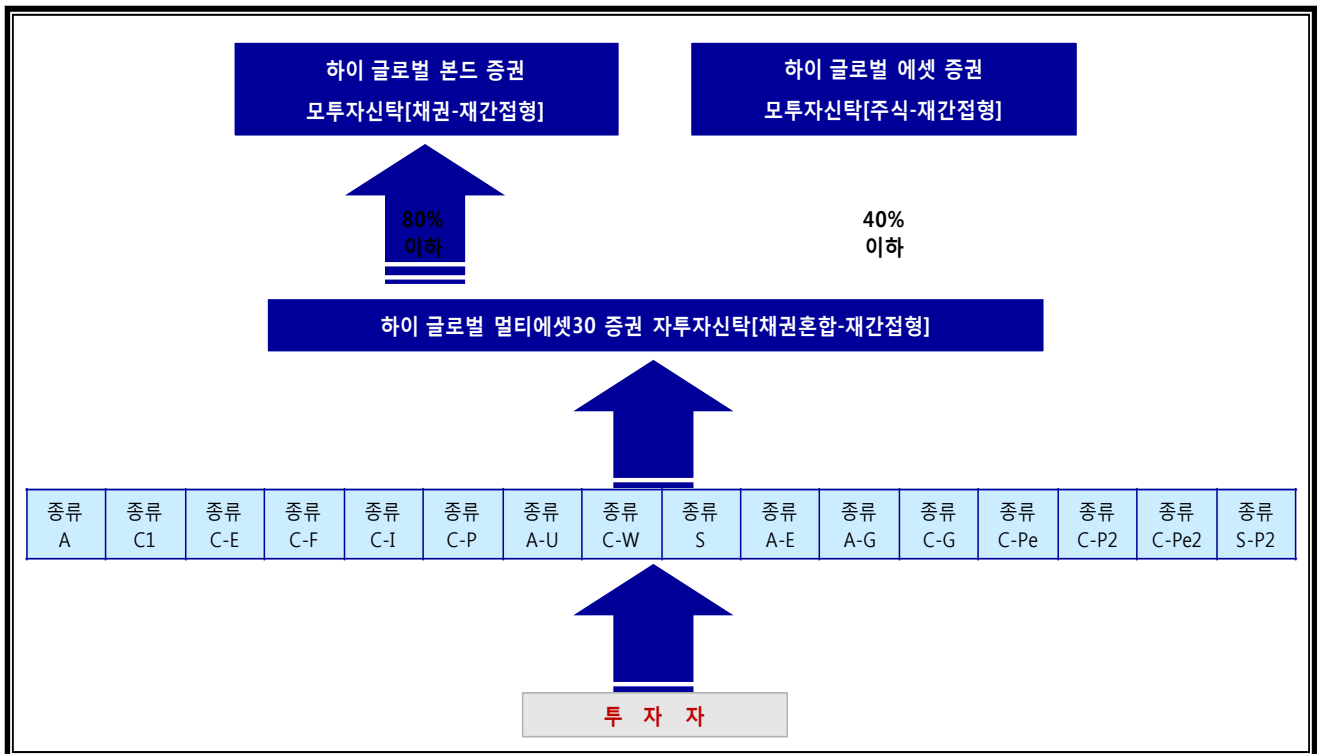 하이 글로벌 본드 증권
모투자신탁[채권-재간접형]
하이 글로벌 에셋 증권
모투자신탁[주식-재간접형]
80%
이하
40%
이하
하이 글로벌 멀티에셋30 증권 자투자신탁[채권혼합-재간접형]
종류 종류 종류 종류 종류 종류 종류 종류 종류 종류 종류 종류 종류 종류 종류 종류
A C1 C-E C-F C-I C-P A-U C-W S A-E A-G C-G C-Pe C-P2 C-Pe2 S-P2
투 자 자